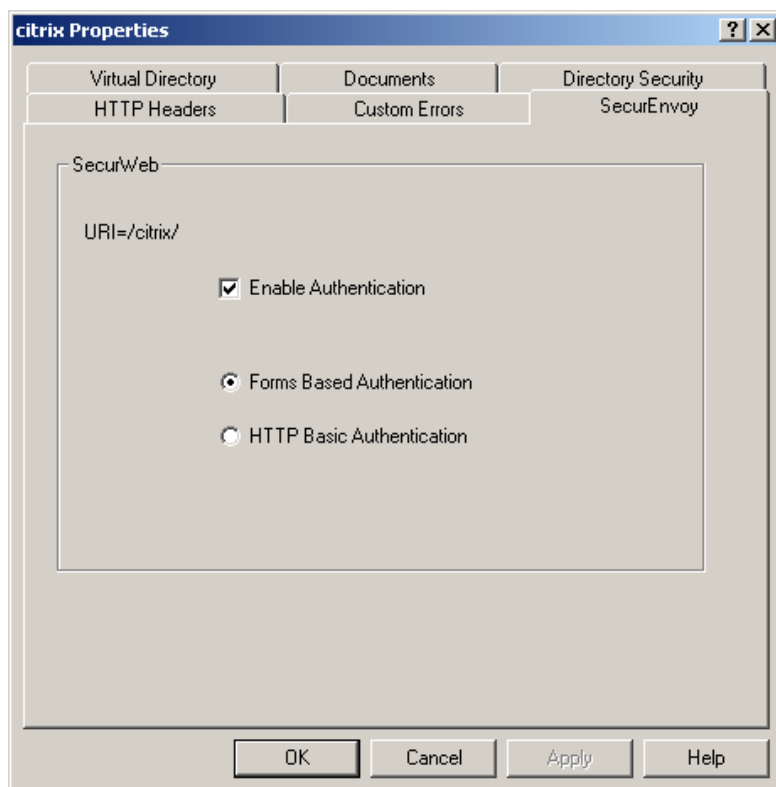 citrix Properties
Virtual Directory
Documents
Directory Security
HTTP Headers
Custom Errors
SecurEnvoy
SecurWeb
URI=/citrix/
Enable Authentication
Forms Based Authentication
HTTP Basic Authentication
OK
Cancel
Apply
Help